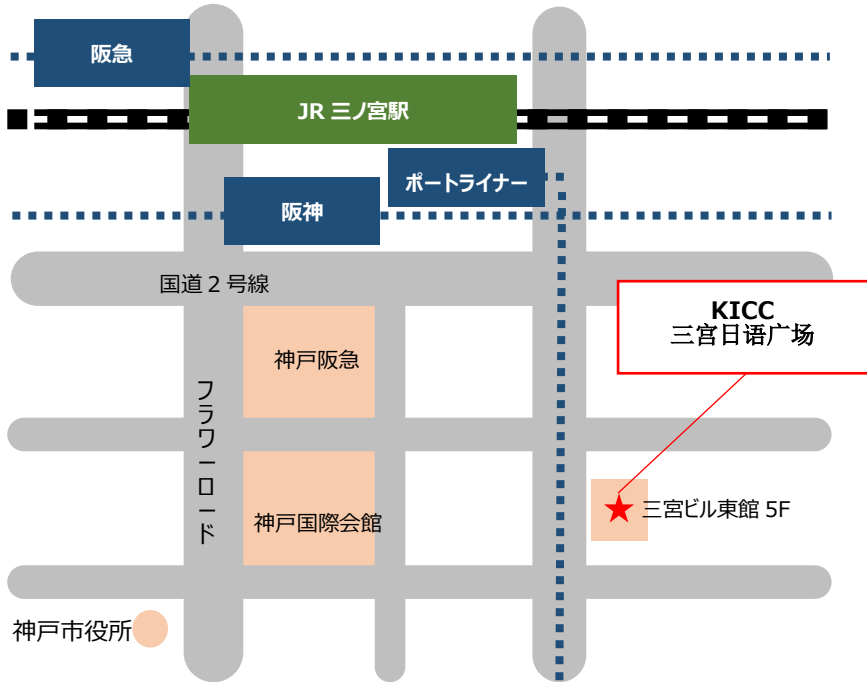 阪急
JR 三ノ宮駅
ポートライナー
阪神
国道２号線
KICC
三宫日语广场
神戸阪急
フラワーロード
神戸国際会館
三宮ビル東館 5F
神戸市役所